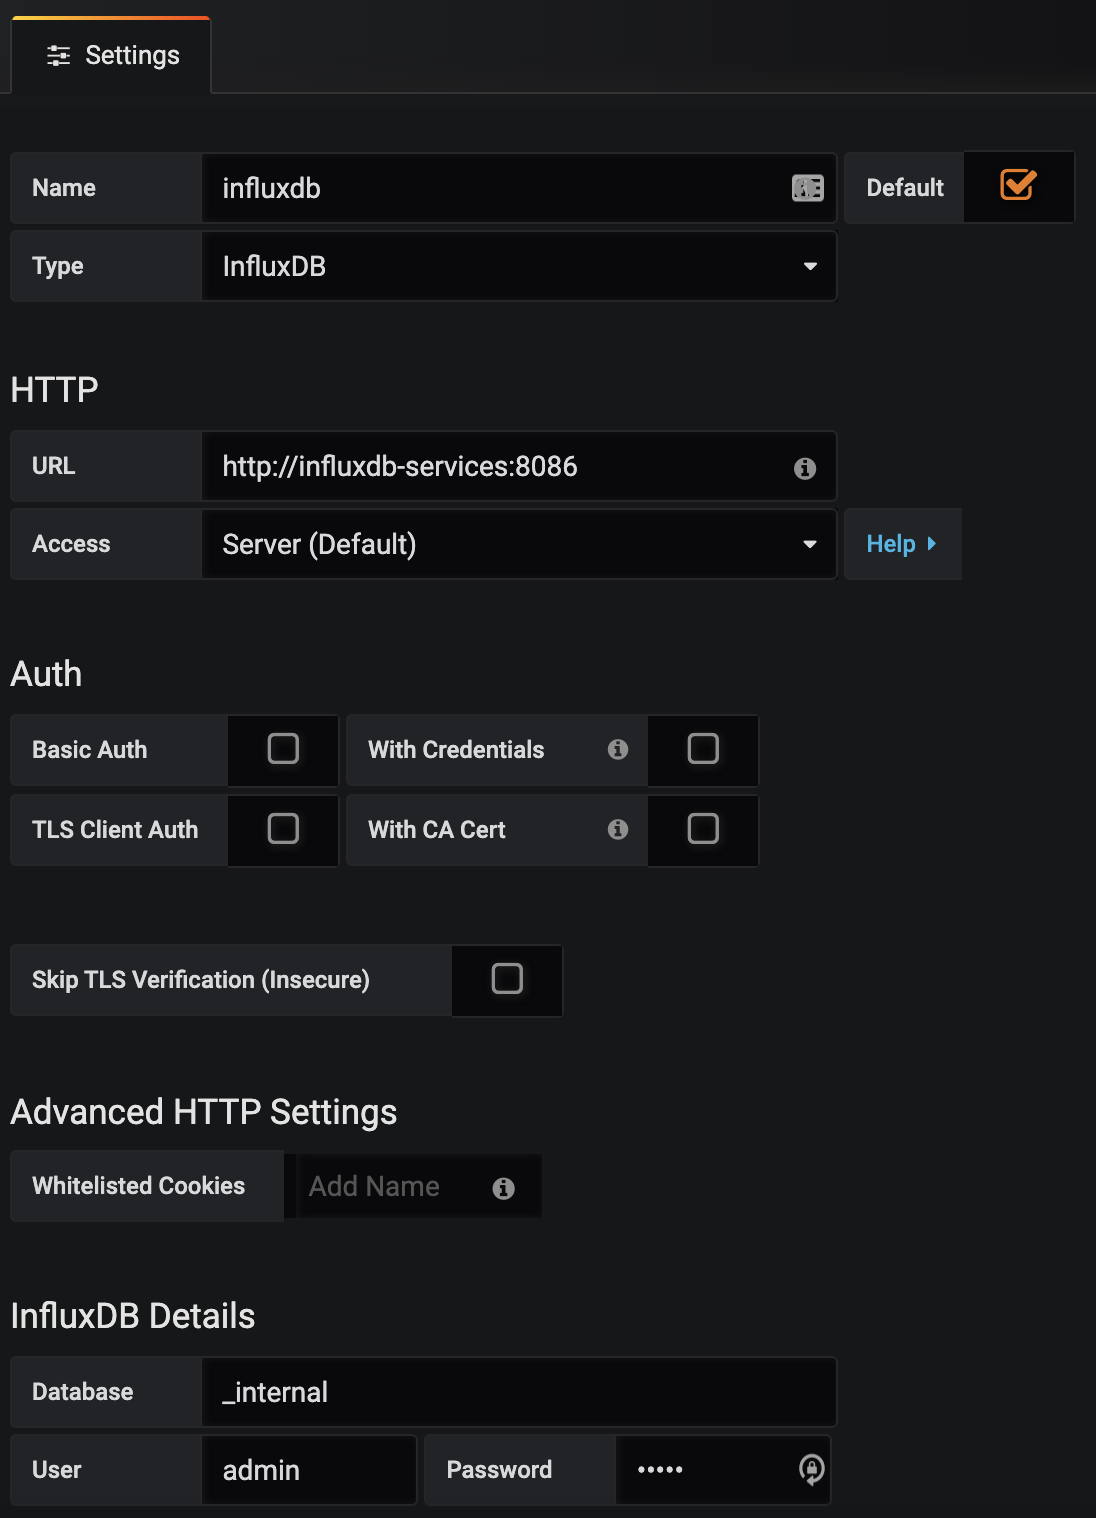 Settings
Name influxdb Default
Type InfluxDB
HTTP
URL http://influxdb-services:8086
Access Server (Default) Help
Auth
Basic Auth With Credentials
TLS Client Auth With CA Cert
Skip TLS Verification (Insecure)
Advanced HTTP Settings
Whitelisted Cookies Add Name
InfluxDB Details
Database _internal
User admin Password •••••